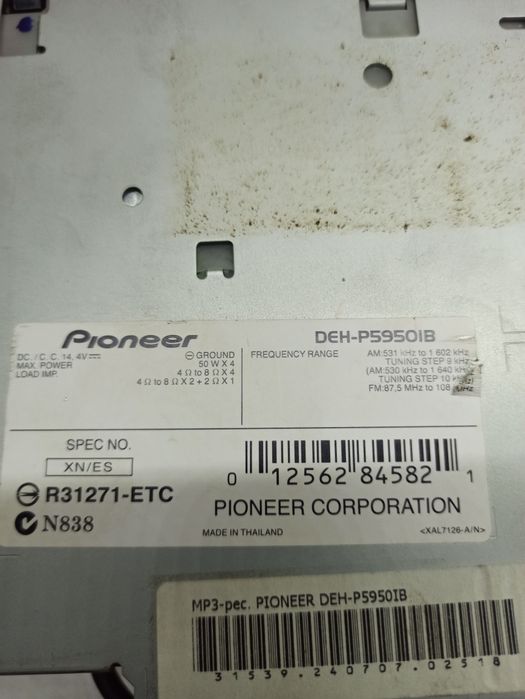 Pioneer
DEH-P5950IB
DC. / C. C. 14, 4V
⊖ GROUND
MAX. POWER
50 W X 4
LOAD IMP.
4 Ω to 8 Ω X 4
4 Ω to 8 Ω X 2 + 2 Ω X 1
FREQUENCY RANGE
AM:531 kHz to 1 602 kHz
TUNING STEP 9 kHz
(AM:530 kHz to 1 640 kHz
TUNING STEP 10
FM:87,5 MHz to 108
SPEC NO.
XN/ES
R31271-ETC
N838
0 12562 84582 1
PIONEER CORPORATION
MADE IN THAILAND
<XAL7126-A/N>
MP3-рес. PIONEER DEH-P5950IB
31539.240707.02518